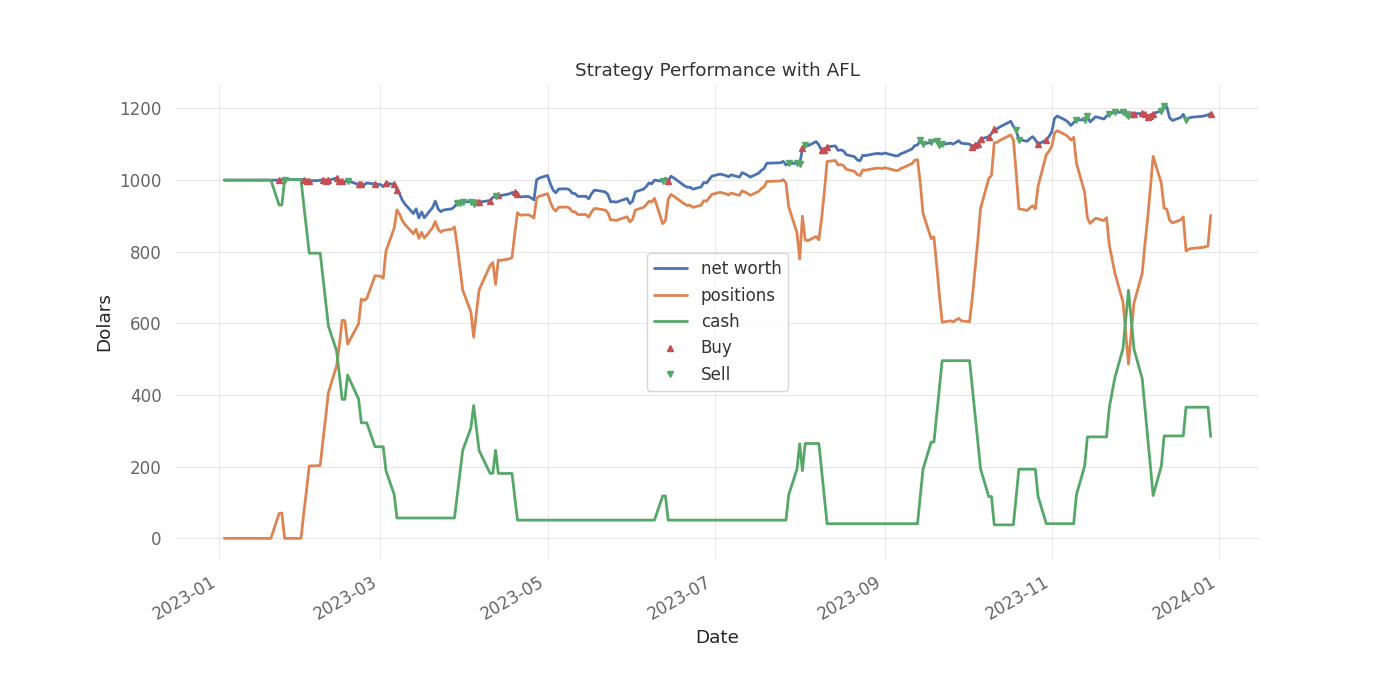 Strategy Performance with AFL
1200
1000
800
600
400
200
0
Dolars
net worth
positions
cash
Buy
Sell
2023-01
2023-03
2023-05
2023-07
2023-09
2023-11
2024-01
Date